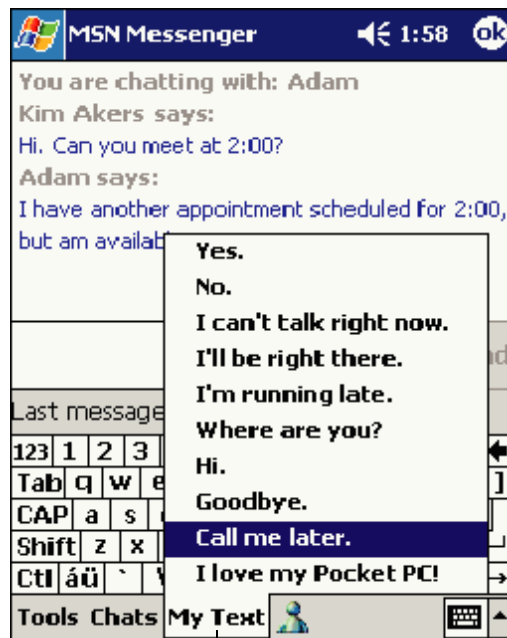 MSN Messenger 1:58 ok
You are chatting with: Adam
Kim Akers says:
Hi. Can you meet at 2:00?
Adam says:
I have another appointment scheduled for 2:00,
but am
Yes.
No.
I can't talk right now.
I'll be right there.
I'm running late.
Where are you?
Hi.
Goodbye.
Call me later.
I love my Pocket PC!
Last message
123 1 2 3
Tab q w e ]
CAP a s
Shift z x
Ctl áü `
Tools Chats My Text